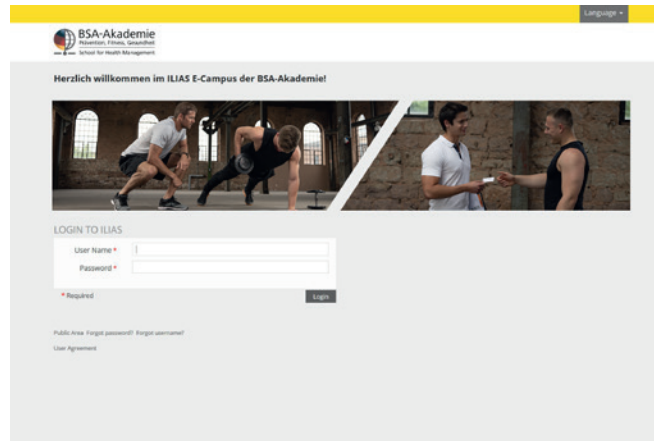 Language
BSA-Akademie
Prävention, Fitness, Gesundheit
School for Health Management
Herzlich willkommen im ILIAS E-Campus der BSA-Akademie!
LOGIN TO ILIAS
User Name *
Password *
* Required
Login
Public Area Forgot password? Forgot username?
User Agreement